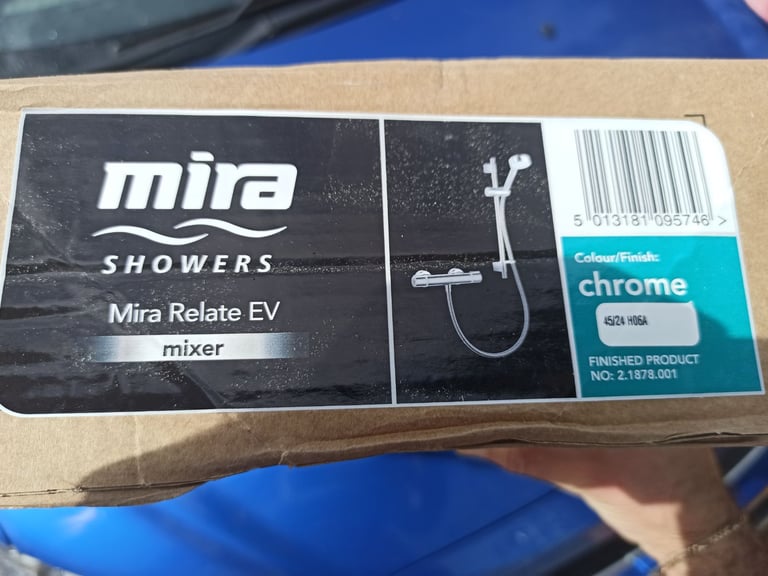 mira
SHOWERS
Mira Relate EV
mixer
5 013181 095746 >
Colour/Finish:
chrome
45/24 H06A
FINISHED PRODUCT
NO: 2.1878.001